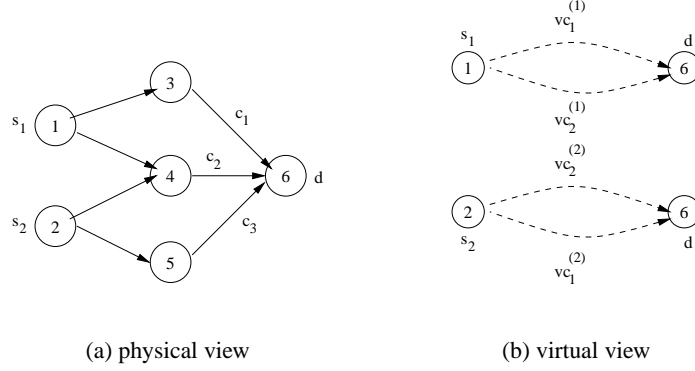 s1
1
3
c1
s2
2
4
c2
6
d
c3
5
(a) physical view
s1
1
vc1(1)
d
6
vc2(1)
2
s2
vc2(2)
6
d
vc1(2)
(b) virtual view